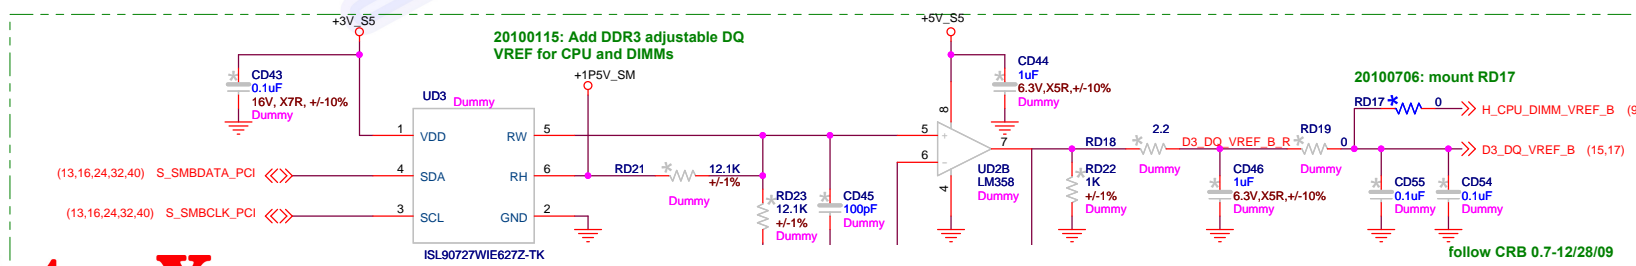 +3V_S5
+5V_S5
20100115: Add DDR3 adjustable DQ
VREF for CPU and DIMMs
+1P5V_SM
CD43
0.1uF
16V, X7R, +/-10%
Dummy
UD3
Dummy
CD44
1uF
6.3V,X5R,+/-10%
Dummy
20100706: mount RD17
RD17
0
H_CPU_DIMM_VREF_B
1
VDD
RW
5
4
SDA
RH
6
3
SCL
GND
2
ISL90727WIE627Z-TK
(13,16,24,32,40) S_SMBDATA_PCI
(13,16,24,32,40) S_SMBCLK_PCI
RD21
12.1K
+/-1%
Dummy
RD23
12.1K
+/-1%
Dummy
CD45
100pF
Dummy
5
+
6
-
8
4
7
UD2B
LM358
RD18
2.2
Dummy
RD22
1K
+/-1%
Dummy
D3_DQ_VREF_B_R
CD46
1uF
6.3V,X5R,+/-10%
Dummy
RD19
0
Dummy
D3_DQ_VREF_B (15,17)
CD55
0.1uF
Dummy
CD54
0.1uF
Dummy
follow CRB 0.7-12/28/09